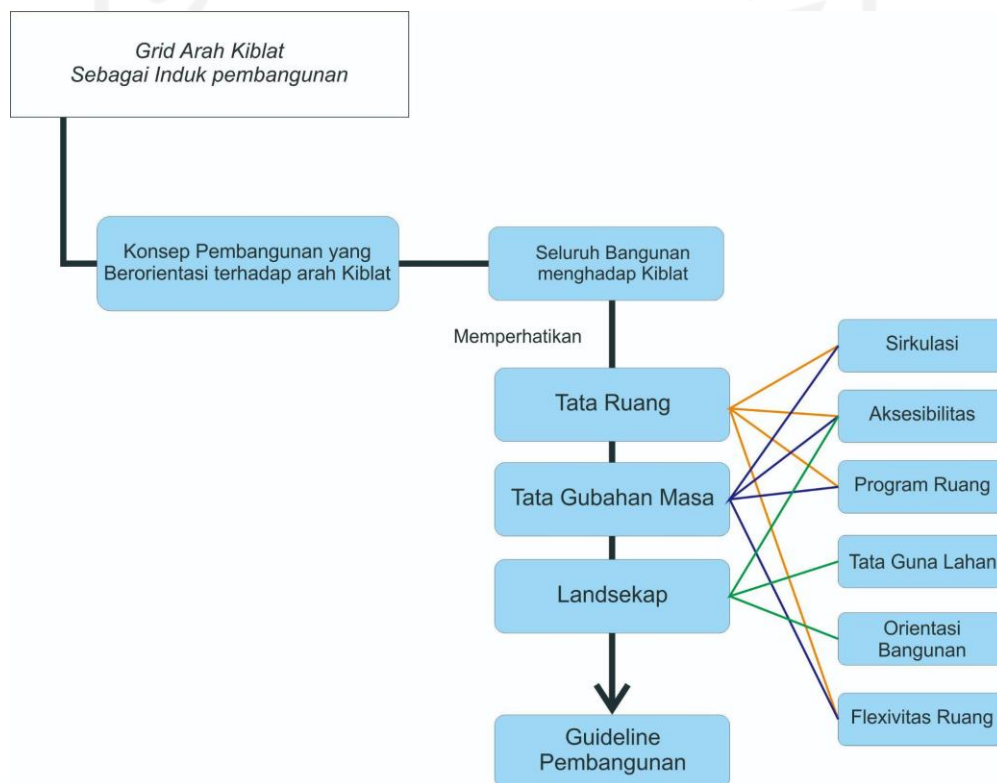 Grid Arah Kiblat
Sebagai Induk pembangunan
Konsep Pembangunan yang
Berorientasi terhadap arah Kiblat
Seluruh Bangunan
menghadap Kiblat
Memperhatikan
Tata Ruang
Tata Gubahan Masa
Landsekap
Guideline
Pembangunan
Sirkulasi
Aksesibilitas
Program Ruang
Tata Guna Lahan
Orientasi
Bangunan
Flexivitas Ruang